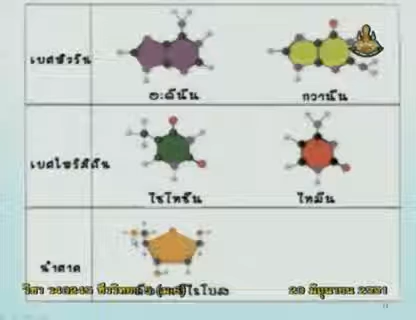 เบสพิวรีน
อะดีนีน
กวานีน
เบสไพริมิดีน
ไซโทซีน
ไทมีน
น้ำตาล
20 มิถุนายน 2551